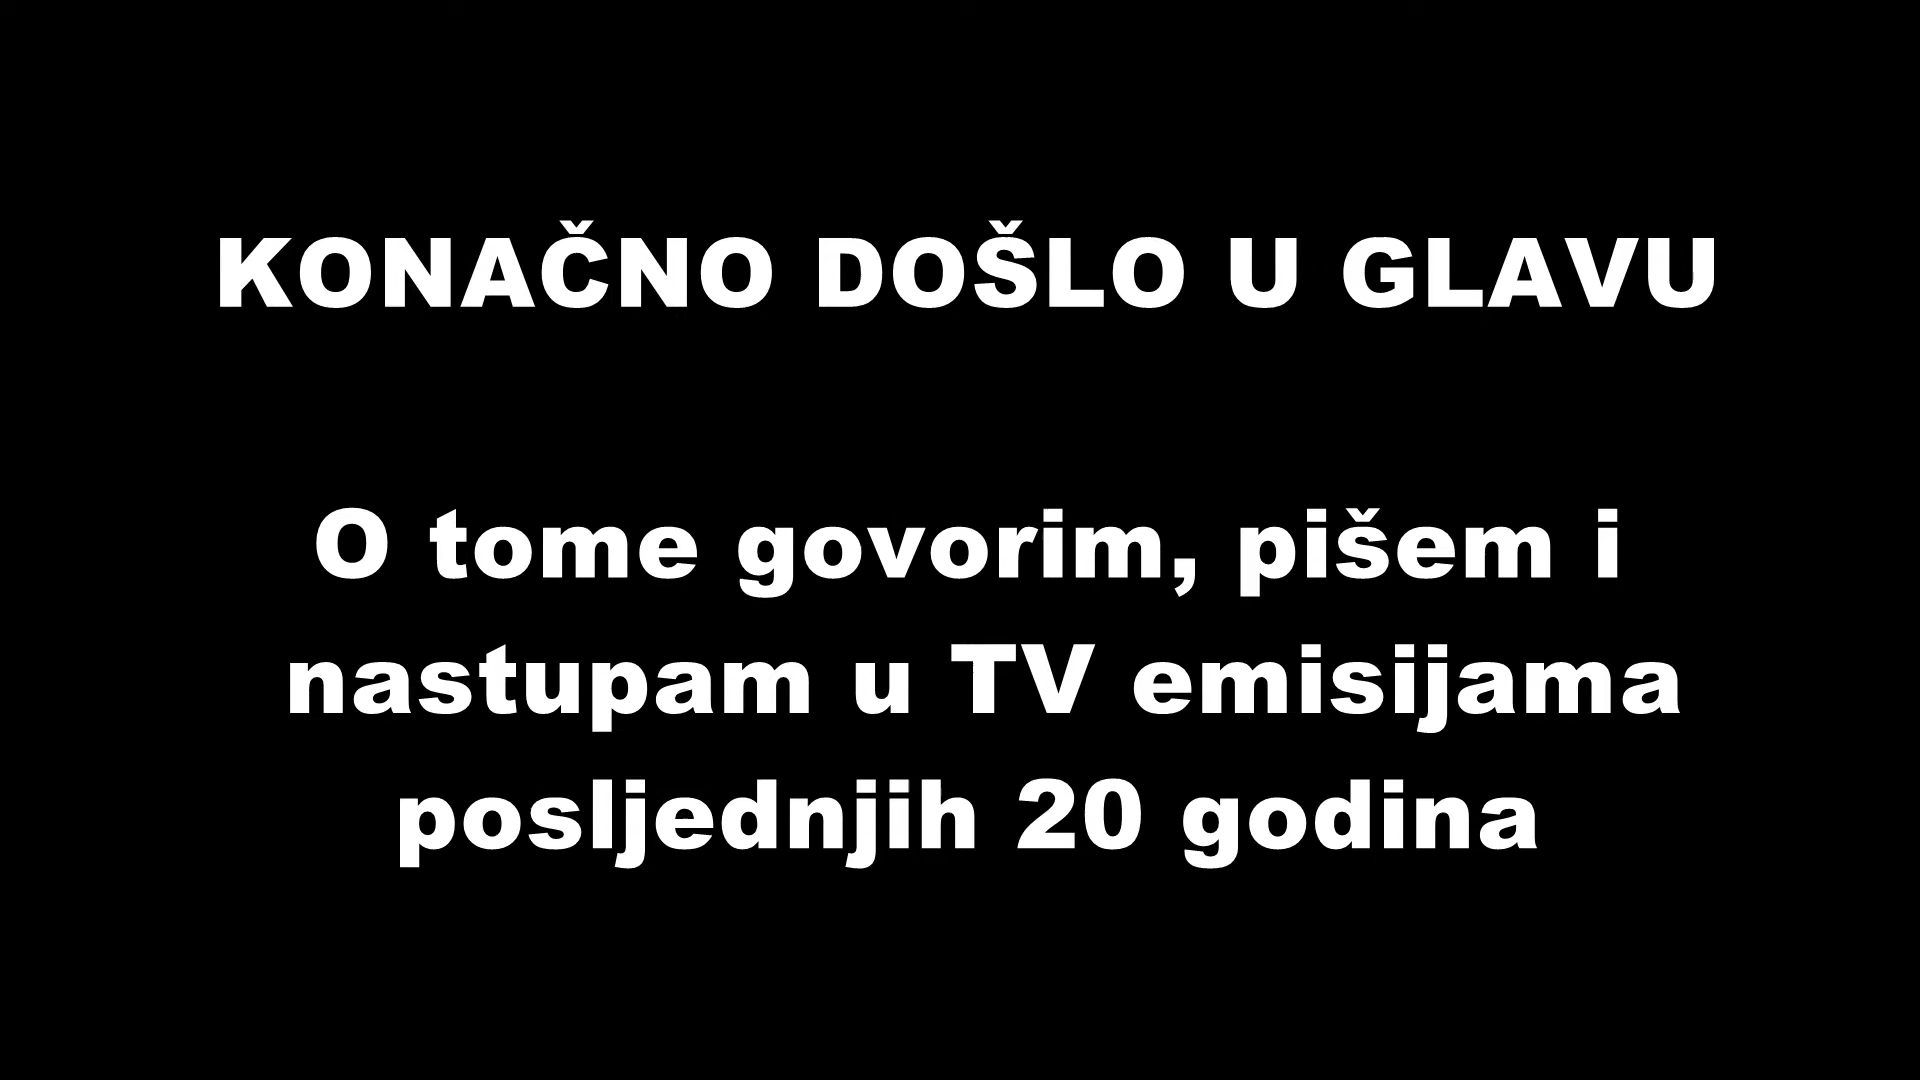 KONAČNO DOŠLO U GLAVU
O tome govorim, pišem i
nastupam u TV emisijama
posljednjih 20 godina